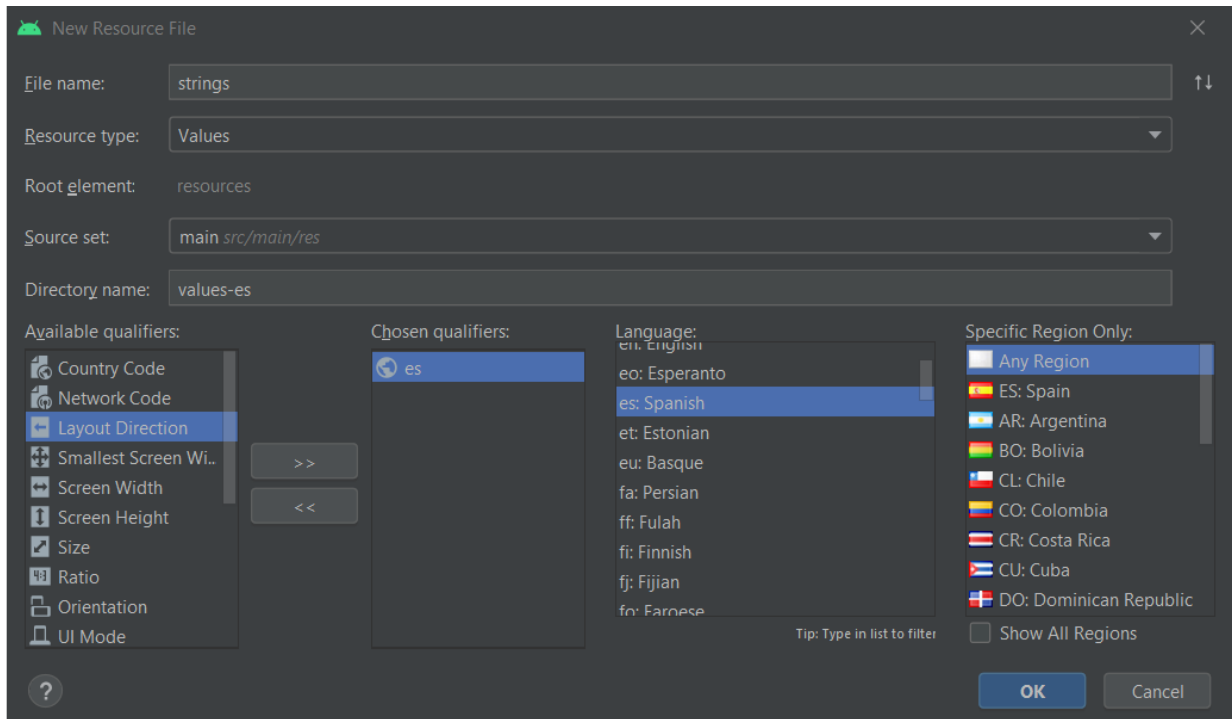 New Resource File
File name: strings
Resource type: Values
Root element: resources
Source set: main src/main/res
Directory name: values-es
Available qualifiers:
Country Code
Network Code
Layout Direction
Smallest Screen Wi..
Screen Width
Screen Height
Size
Ratio
Orientation
UI Mode
>>
<<
Chosen qualifiers:
es
Language:
en: English
eo: Esperanto
es: Spanish
et: Estonian
eu: Basque
fa: Persian
ff: Fulah
fi: Finnish
fj: Fijian
fo: Faroese
Tip: Type in list to filter
Specific Region Only:
Any Region
ES: Spain
AR: Argentina
BO: Bolivia
CL: Chile
CO: Colombia
CR: Costa Rica
CU: Cuba
DO: Dominican Republic
Show All Regions
?
OK
Cancel